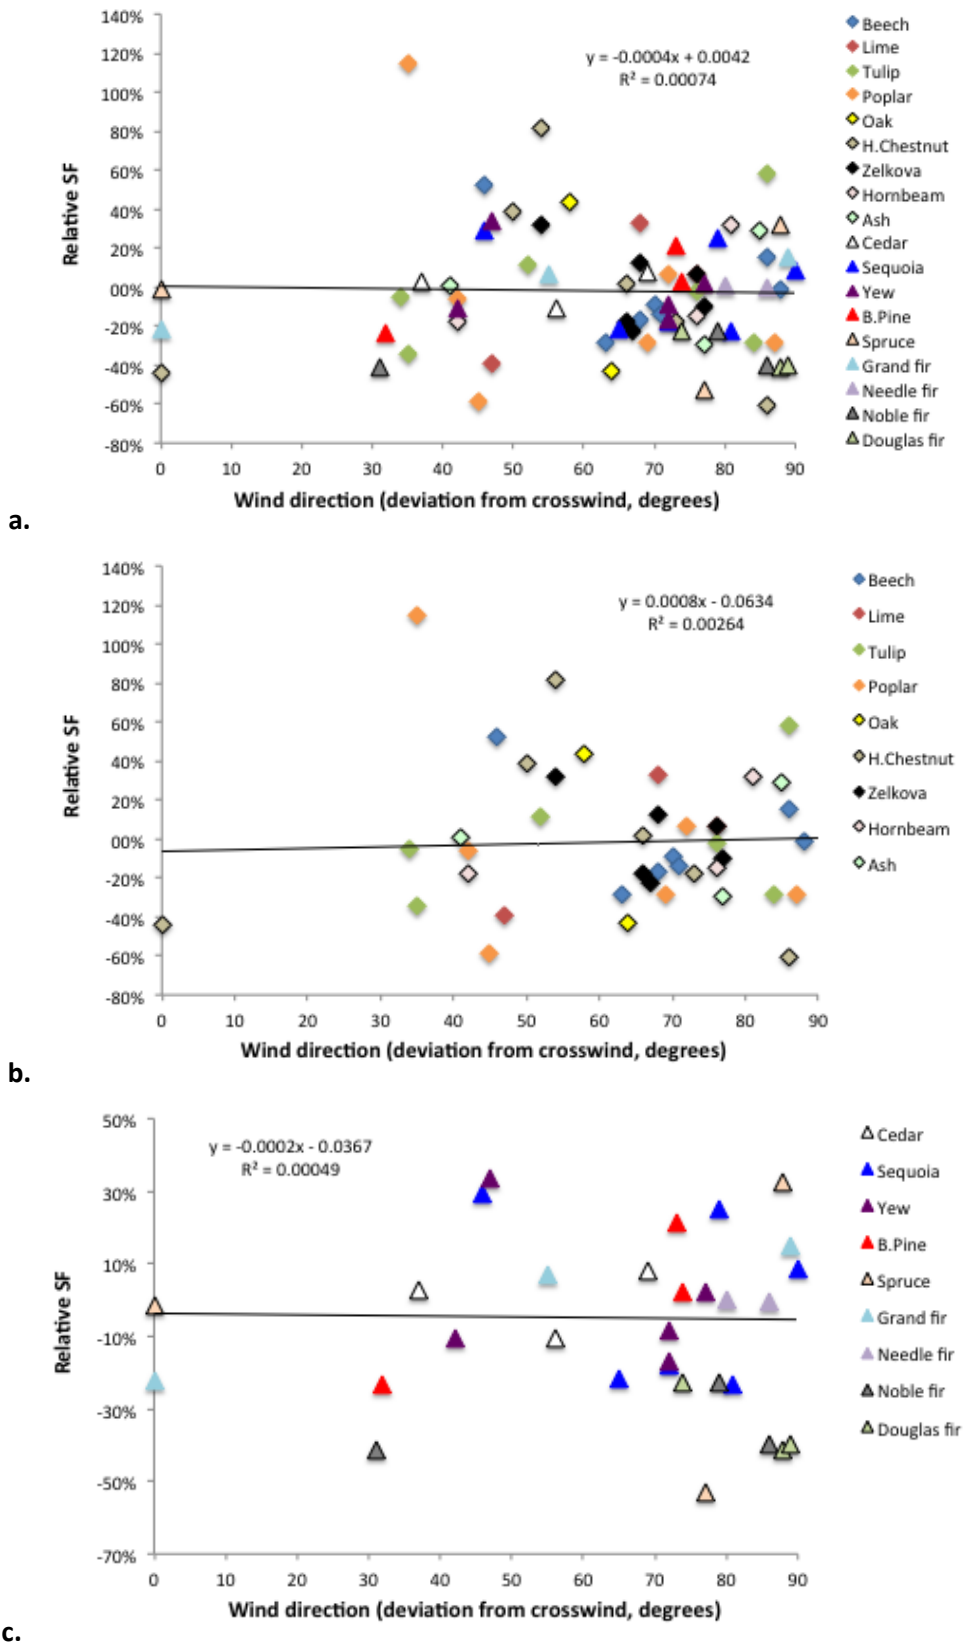 140%
120%
100%
80%
60%
40%
20%
00%
-20%
-40%
-60%
-80%
Relative SF
y = -0.0004x + 0.0042
R² = 0.00074
0 10 20 30 40 50 60 70 80 90
Wind direction (deviation from crosswind, degrees)
Beech
Lime
Tulip
Poplar
Oak
H.Chestnut
Zelkova
Hornbeam
Ash
Cedar
Sequoia
Yew
B.Pine
Spruce
Grand fir
Needle fir
Noble fir
Douglas fir
a.
140%
120%
100%
80%
60%
40%
20%
00%
-20%
-40%
-60%
-80%
Relative SF
y = 0.0008x - 0.0634
R² = 0.00264
0 10 20 30 40 50 60 70 80 90
Wind direction (deviation from crosswind, degrees)
Beech
Lime
Tulip
Poplar
Oak
H.Chestnut
Zelkova
Hornbeam
Ash
b.
50%
30%
10%
-10%
-30%
-50%
-70%
Relative SF
y = -0.0002x - 0.0367
R² = 0.00049
0 10 20 30 40 50 60 70 80 90
Wind direction (deviation from crosswind, degrees)
Cedar
Sequoia
Yew
B.Pine
Spruce
Grand fir
Needle fir
Noble fir
Douglas fir
c.